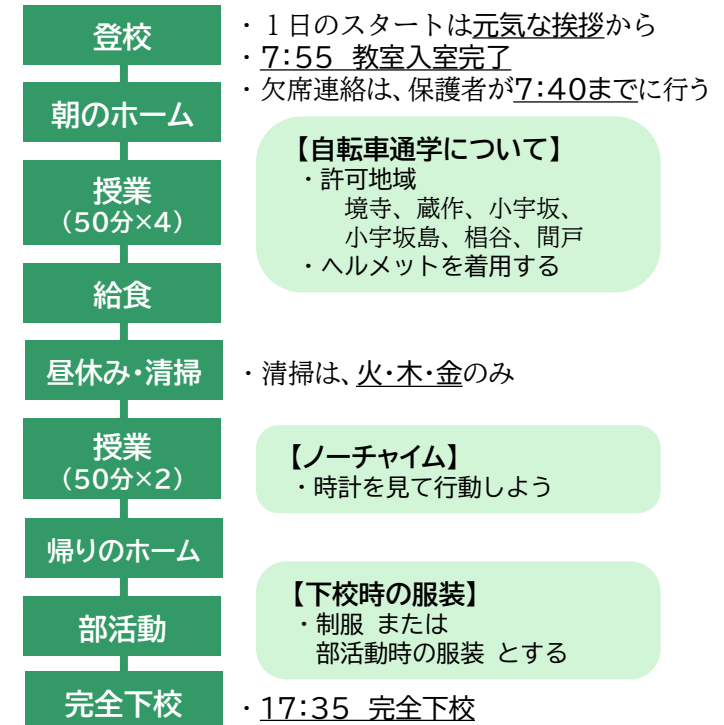 登校
・１日のスタートは元気な挨拶から
・7:55 教室入室完了
・欠席連絡は、保護者が7:40までに行う
朝のホーム
【自転車通学について】
・許可地域
境寺、蔵作、小宇坂、
小宇坂島、椙谷、間戸
・ヘルメットを着用する
授業
（50分×4）
給食
昼休み・清掃
・清掃は、火・木・金のみ
授業
（50分×2）
【ノーチャイム】
・時計を見て行動しよう
帰りのホーム
【下校時の服装】
・制服 または
部活動時の服装 とする
部活動
完全下校
・17:35 完全下校